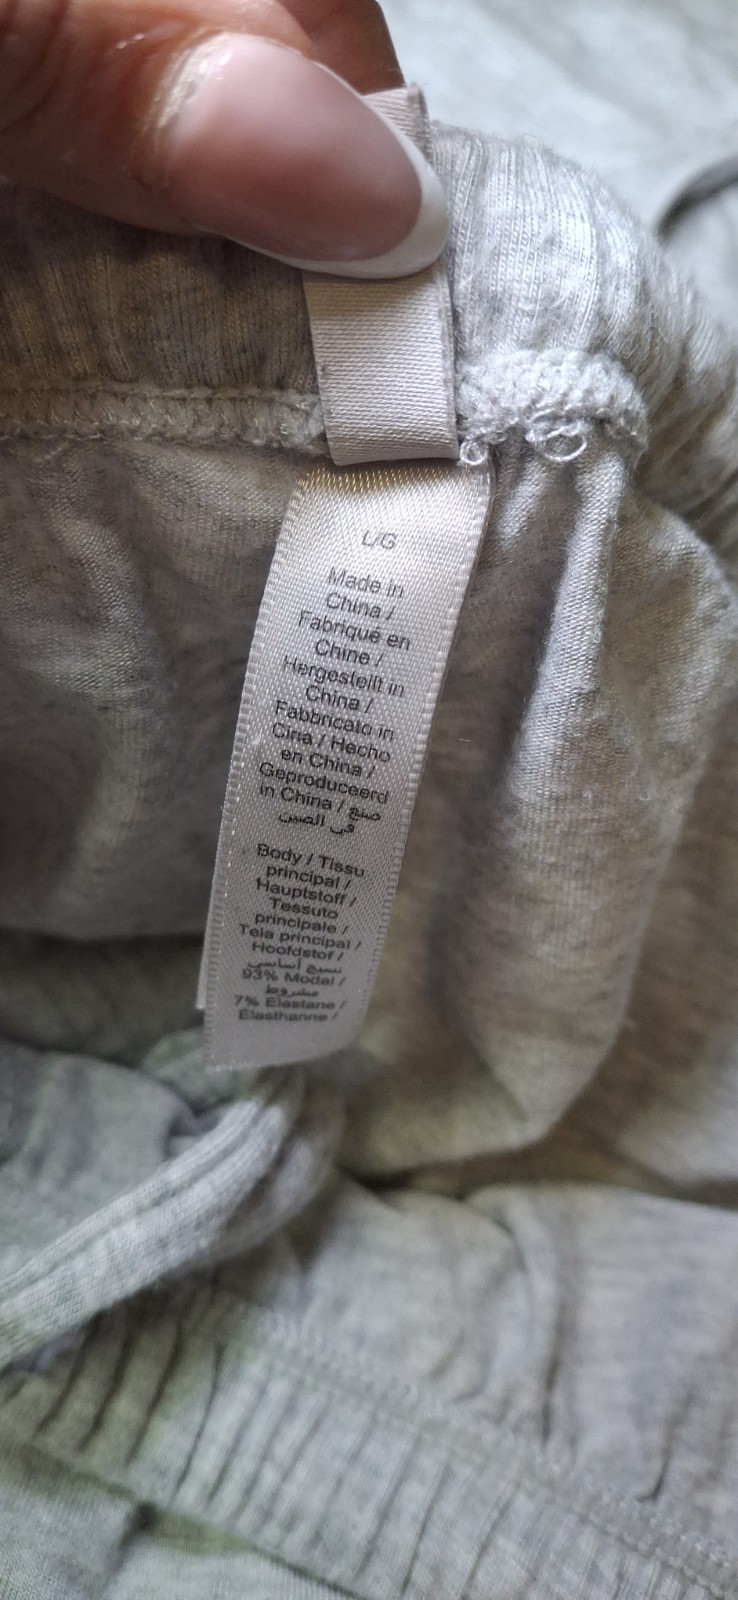 L/G
Made in
China /
Fabriqué en
Chine /
Hergestellt in
China /
Fabbricato in
Cina / Hecho
en China /
Geproduceerd
in China / صنع
في الصين
Body / Tissu
principal /
Hauptstoff /
Tessuto
principale /
Tela principal /
Hoofdstof /
نسيج أساسي
93% Modal /
7% Elastane /
Élasthanne /